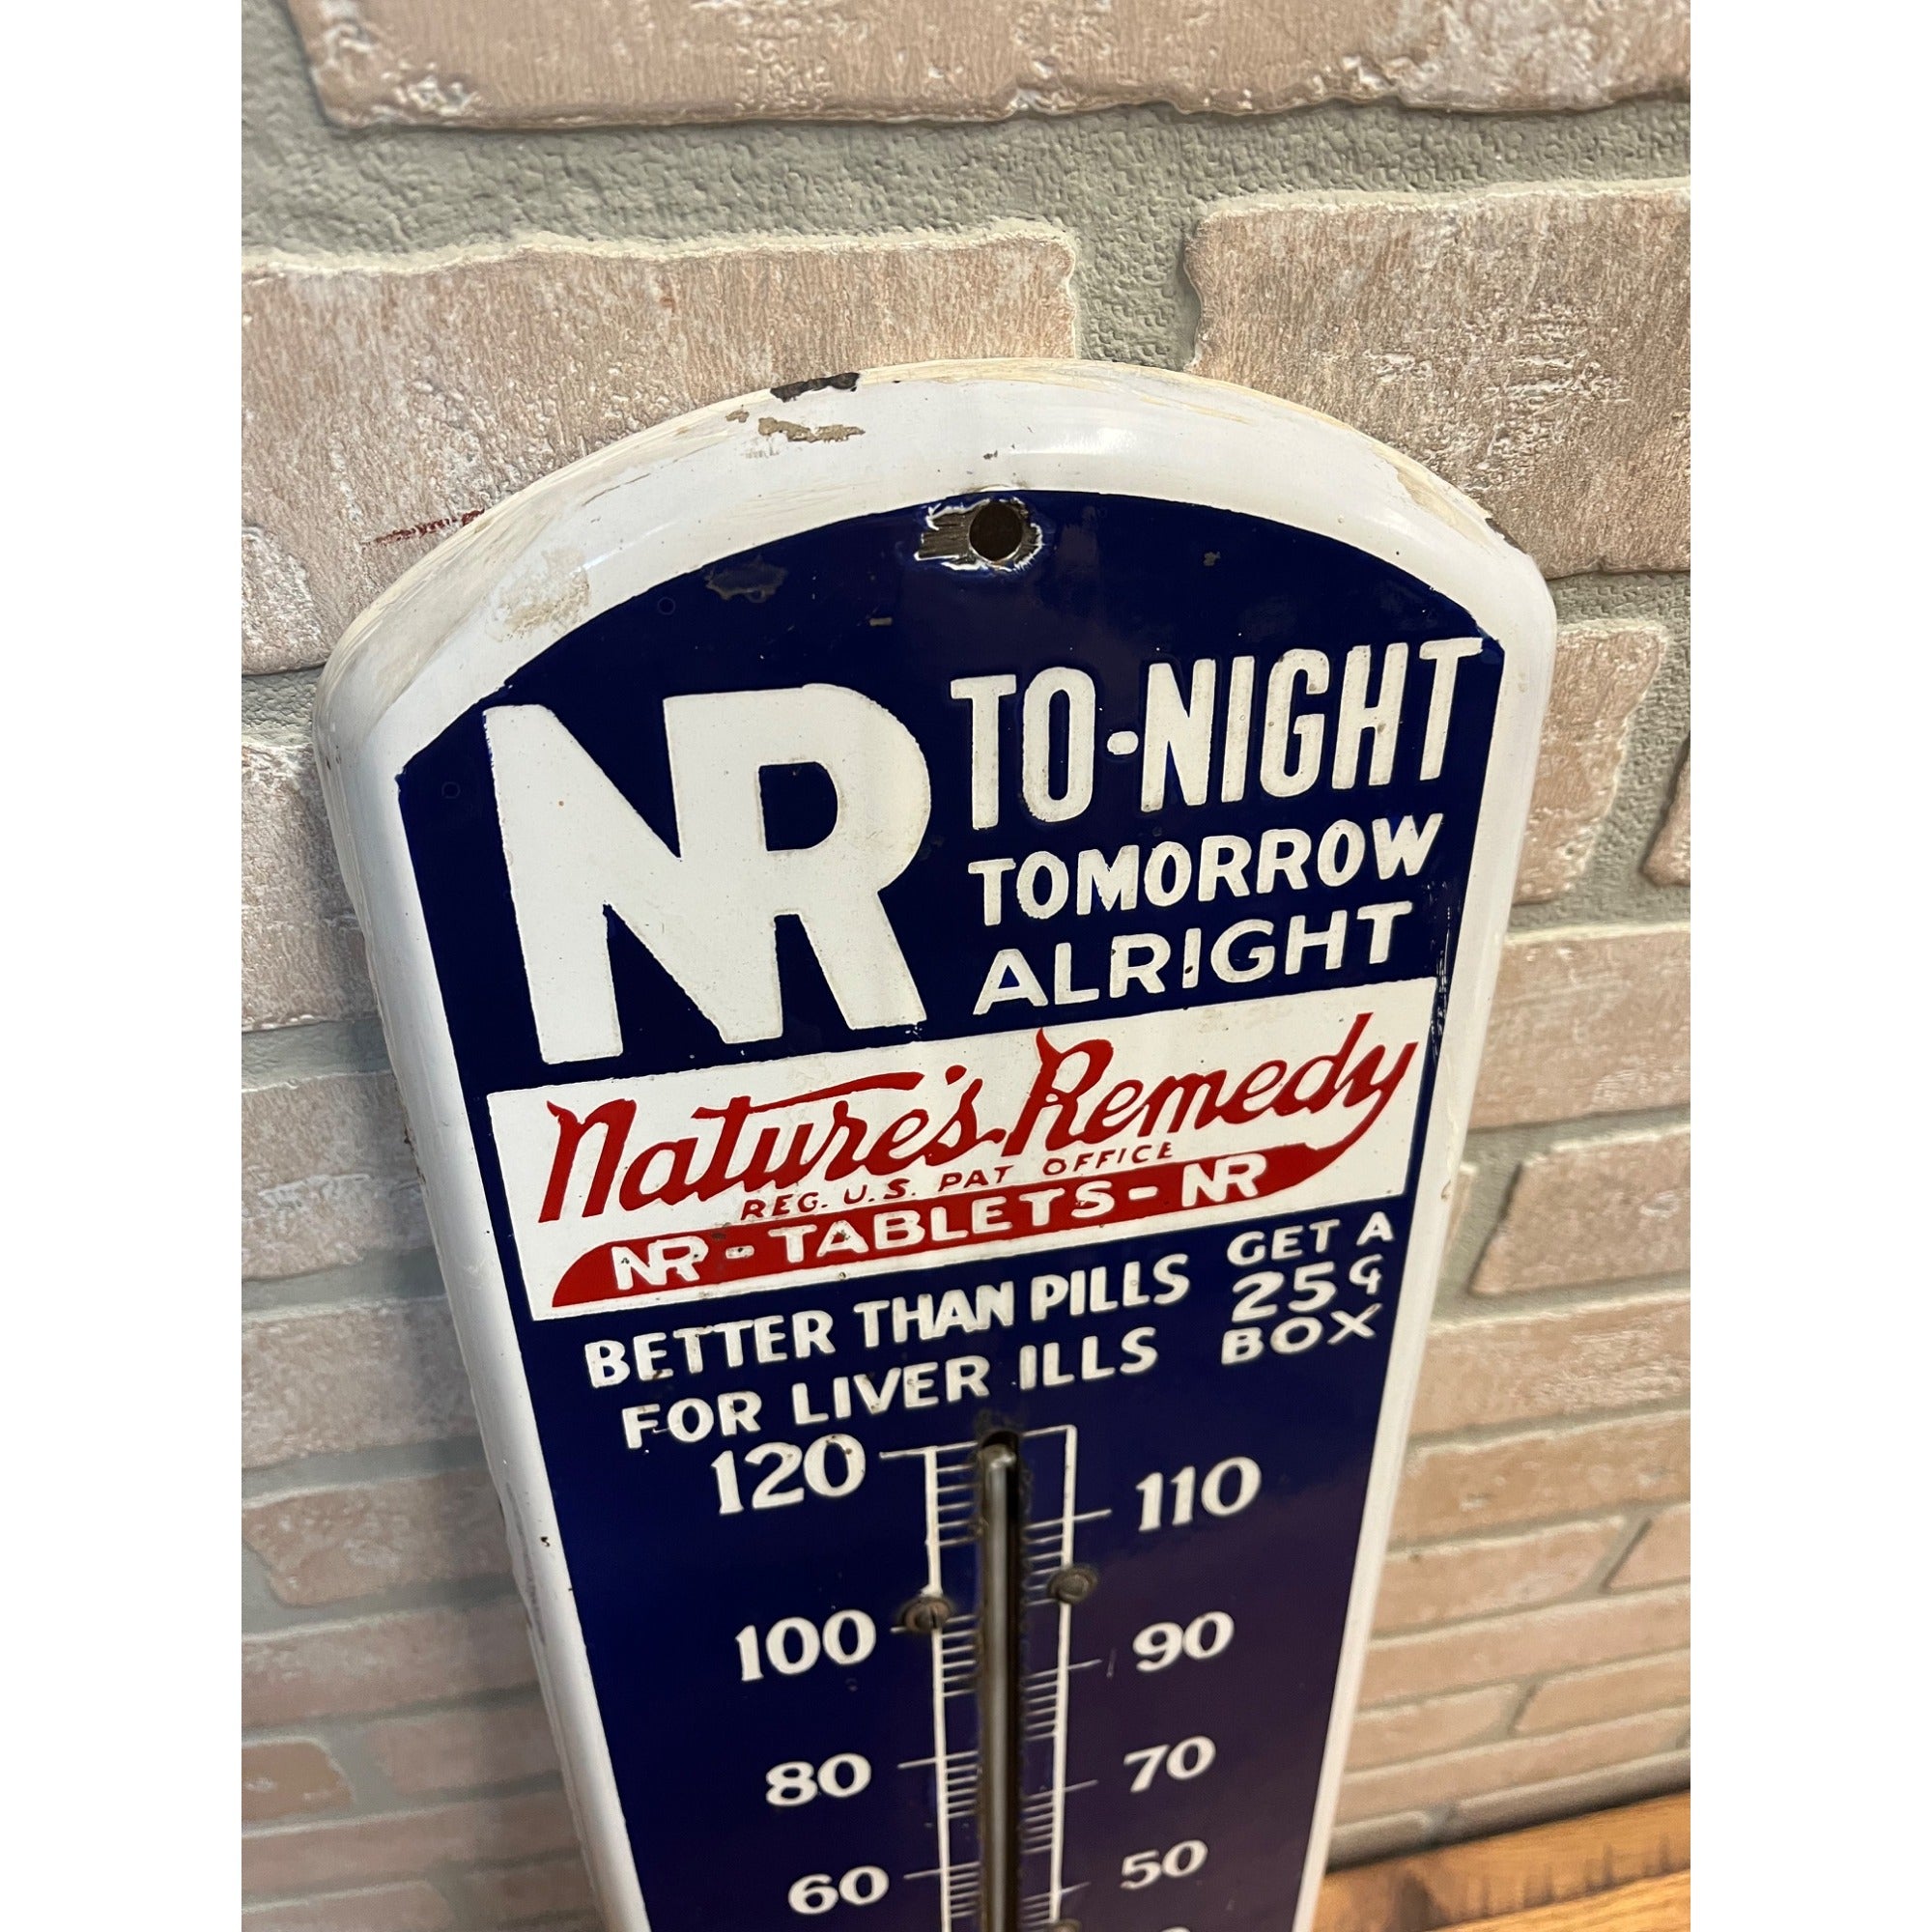 NR
TO-NIGHT
TOMORROW
ALRIGHT
Nature's Remedy
REG. U.S. PAT OFFICE
NR-TABLETS-NR
BETTER THAN PILLS
FOR LIVER ILLS
GET A
25¢
BOX
120
110
100
90
80
70
60
50